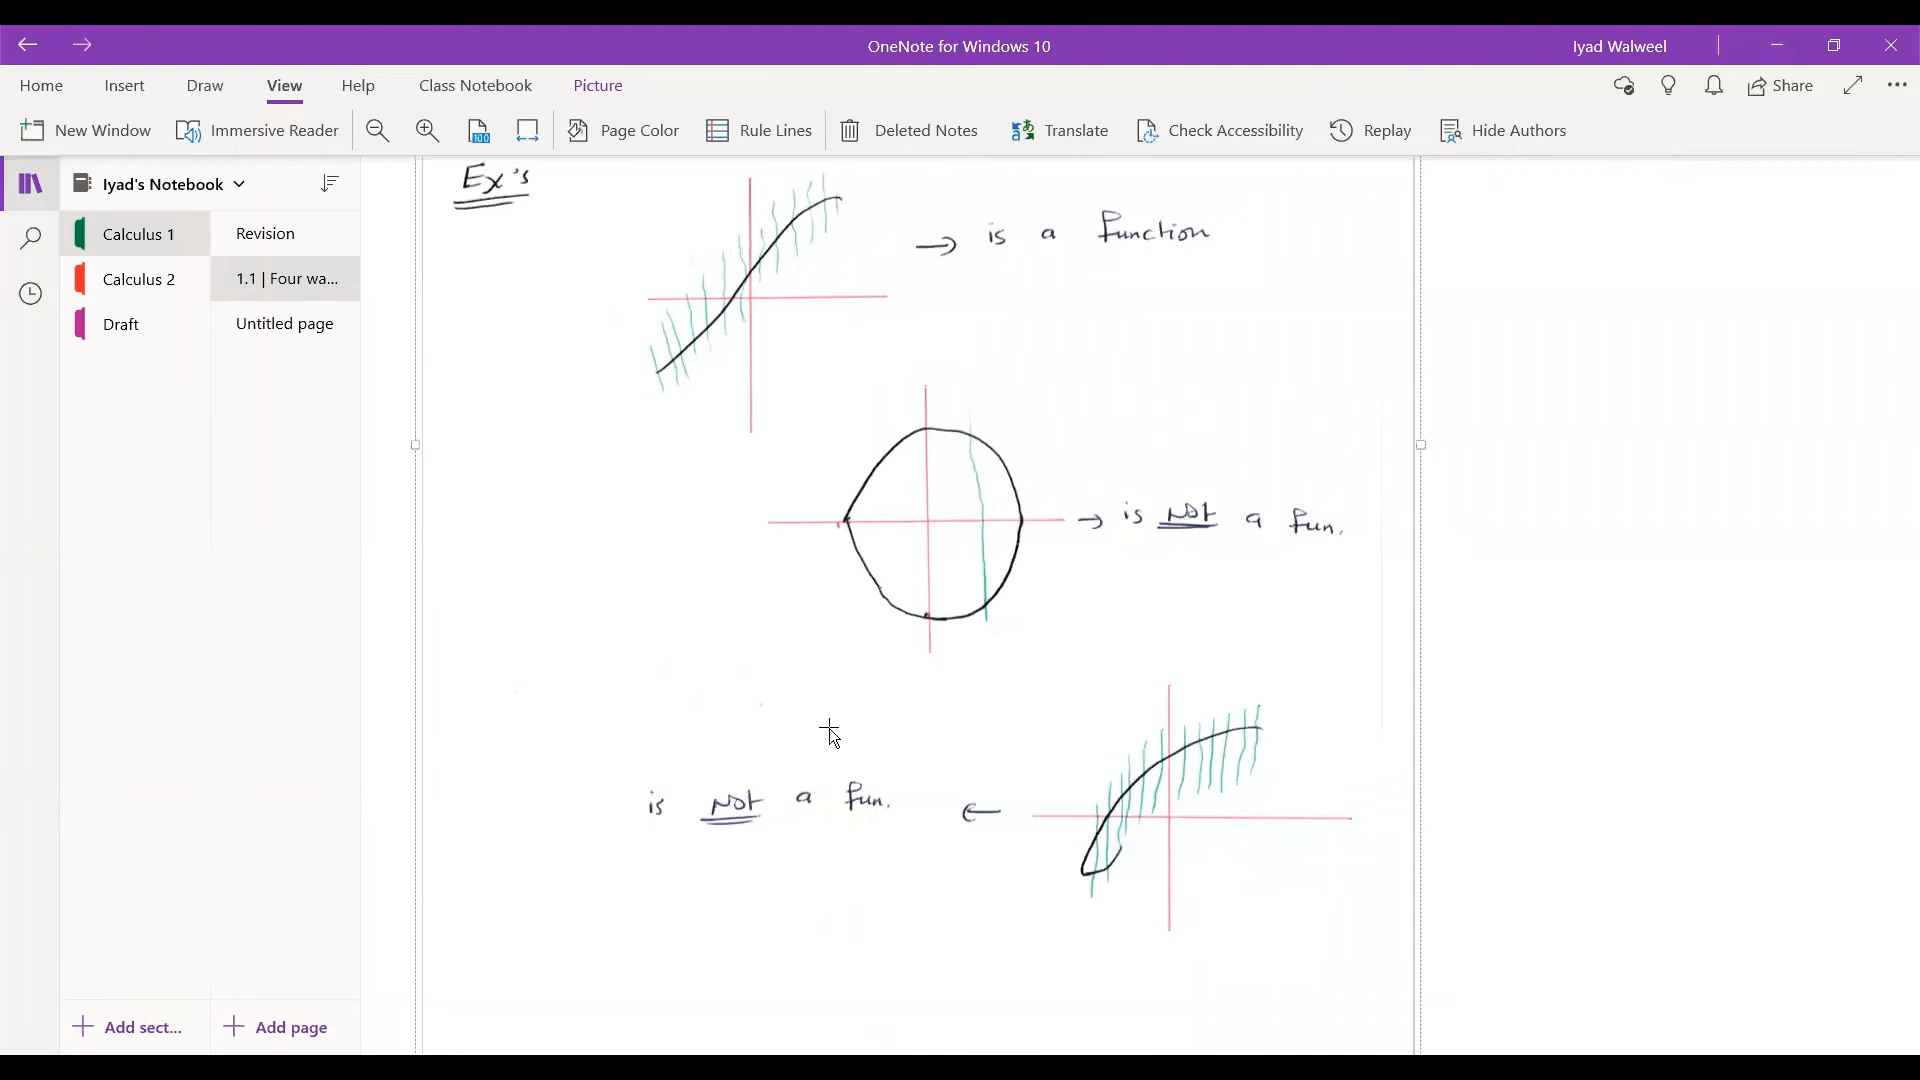 OneNote for Windows 10
Iyad Walweel
Home Insert Draw View Help Class Notebook Picture
Share
New Window Immersive Reader 100 Page Color Rule Lines Deleted Notes Translate Check Accessibility Replay Hide Authors
Iyad's Notebook
Calculus 1
Calculus 2
Draft
Revision
1.1 | Four wa...
Untitled page
Add sect...
Add page
Ex's
→ is a function
→ is NOT a fun.
is NOT a fun. ←